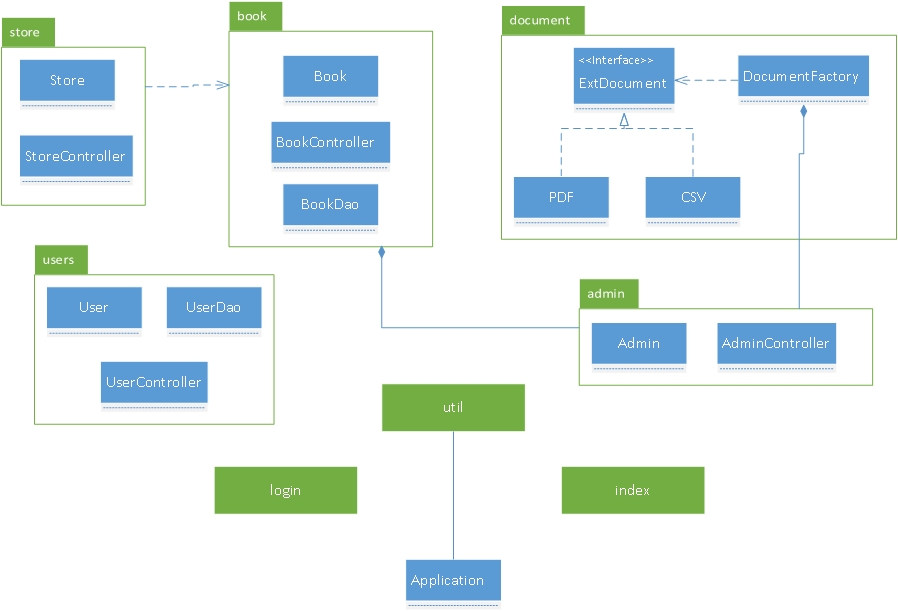 store
Store
StoreController
book
Book
BookController
BookDao
document
<<Interface>>
ExtDocument
DocumentFactory
PDF
CSV
users
User
UserDao
UserController
admin
Admin
AdminController
util
login
index
Application